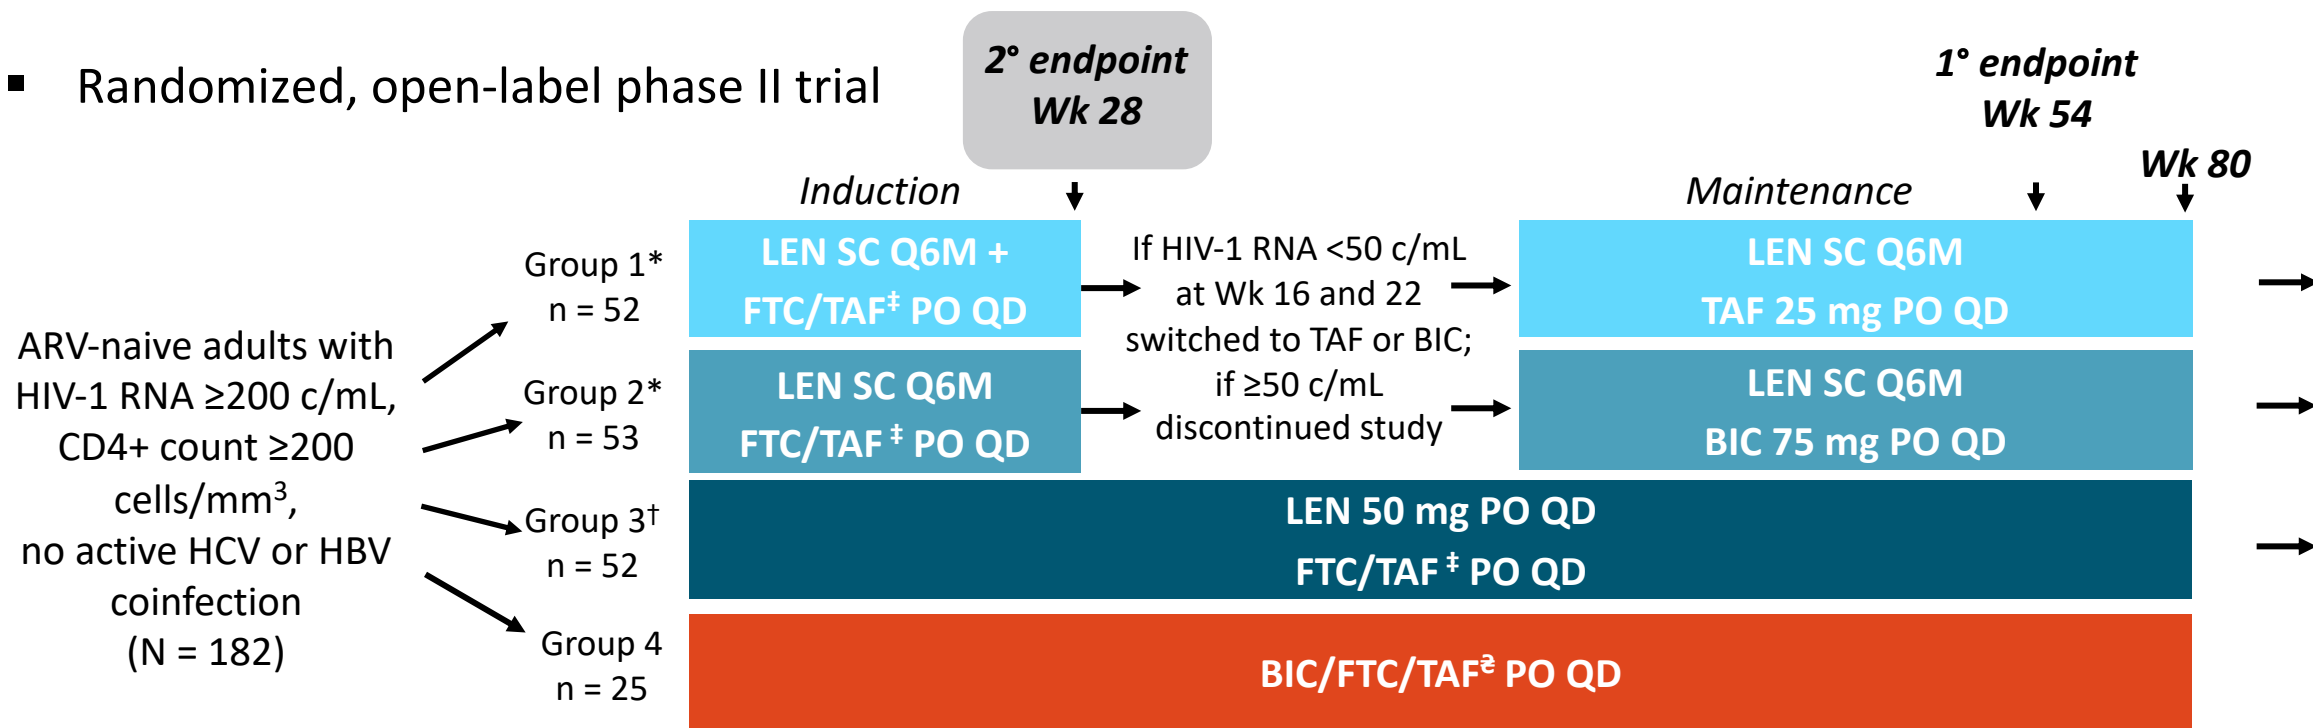 ▪ Randomized, open-label phase II trial
2° endpoint
Wk 28
1° endpoint
Wk 54
Wk 80
Induction
Maintenance
ARV-naive adults with
HIV-1 RNA ≥200 c/mL,
CD4+ count ≥200
cells/mm³,
no active HCV or HBV
coinfection
(N = 182)
Group 1*
n = 52
LEN SC Q6M +
FTC/TAF‡ PO QD
If HIV-1 RNA <50 c/mL
at Wk 16 and 22
switched to TAF or BIC;
if ≥50 c/mL
discontinued study
LEN SC Q6M
TAF 25 mg PO QD
Group 2*
n = 53
LEN SC Q6M
FTC/TAF ‡ PO QD
LEN SC Q6M
BIC 75 mg PO QD
Group 3†
n = 52
LEN 50 mg PO QD
FTC/TAF ‡ PO QD
Group 4
n = 25
BIC/FTC/TAF₴ PO QD